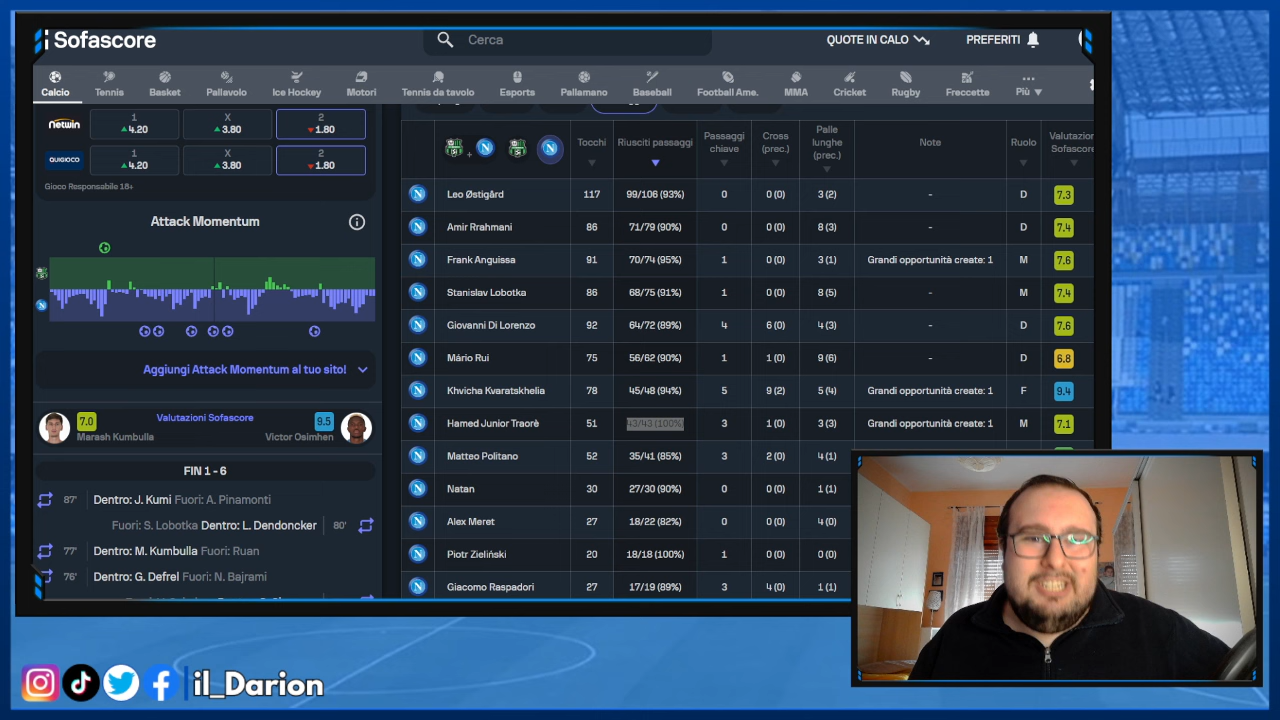 Sofascore
Cerca
QUOTE IN CALO
PREFERITI
Calcio
Tennis
Basket
Pallavolo
Ice Hockey
Motori
Tennis da tavolo
Esports
Pallamano
Baseball
Football Ame.
MMA
Cricket
Rugby
Freccette
Più
netwin
1
4.20
X
3.80
2
1.80
QUIGIOCO
1
4.20
X
3.80
2
1.80
Gioco Responsabile 18+
Attack Momentum
Aggiungi Attack Momentum al tuo sito!
7.0
Valutazioni Sofascore
9.5
Marash Kumbulla
Victor Osimhen
FIN 1 - 6
87' Dentro: J. Kumi Fuori: A. Pinamonti
Fuori: S. Lobotka Dentro: L. Dendoncker 80'
77' Dentro: M. Kumbulla Fuori: Ruan
76' Dentro: G. Defrel Fuori: N. Bajrami
+ Tocchi Riusciti passaggi Passaggi chiave Cross (prec.) Palle lunghe (prec.) Note Ruolo Valutazione Sofascore
Leo Østigård 117 99/106 (93%) 0 0 (0) 3 (2) - D 7.3
Amir Rrahmani 86 71/79 (90%) 0 0 (0) 8 (3) - D 7.4
Frank Anguissa 91 70/74 (95%) 1 0 (0) 3 (1) Grandi opportunità create: 1 M 7.6
Stanislav Lobotka 86 68/75 (91%) 1 0 (0) 8 (5) - M 7.4
Giovanni Di Lorenzo 92 64/72 (89%) 4 6 (0) 4 (3) - D 7.6
Mário Rui 75 56/62 (90%) 1 1 (0) 9 (6) - D 6.8
Khvicha Kvaratskhelia 78 45/48 (94%) 5 9 (2) 5 (4) Grandi opportunità create: 1 F 9.4
Hamed Junior Traorè 51 43/43 (100%) 3 1 (0) 3 (3) Grandi opportunità create: 1 M 7.1
Matteo Politano 52 35/41 (85%) 3 2 (0) 4 (1)
Natan 30 27/30 (90%) 0 0 (0) 1 (1)
Alex Meret 27 18/22 (82%) 0 0 (0) 4 (0)
Piotr Zieliński 20 18/18 (100%) 1 0 (0) 0 (0)
Giacomo Raspadori 27 17/19 (89%) 3 4 (0) 1 (1)
il_Darion